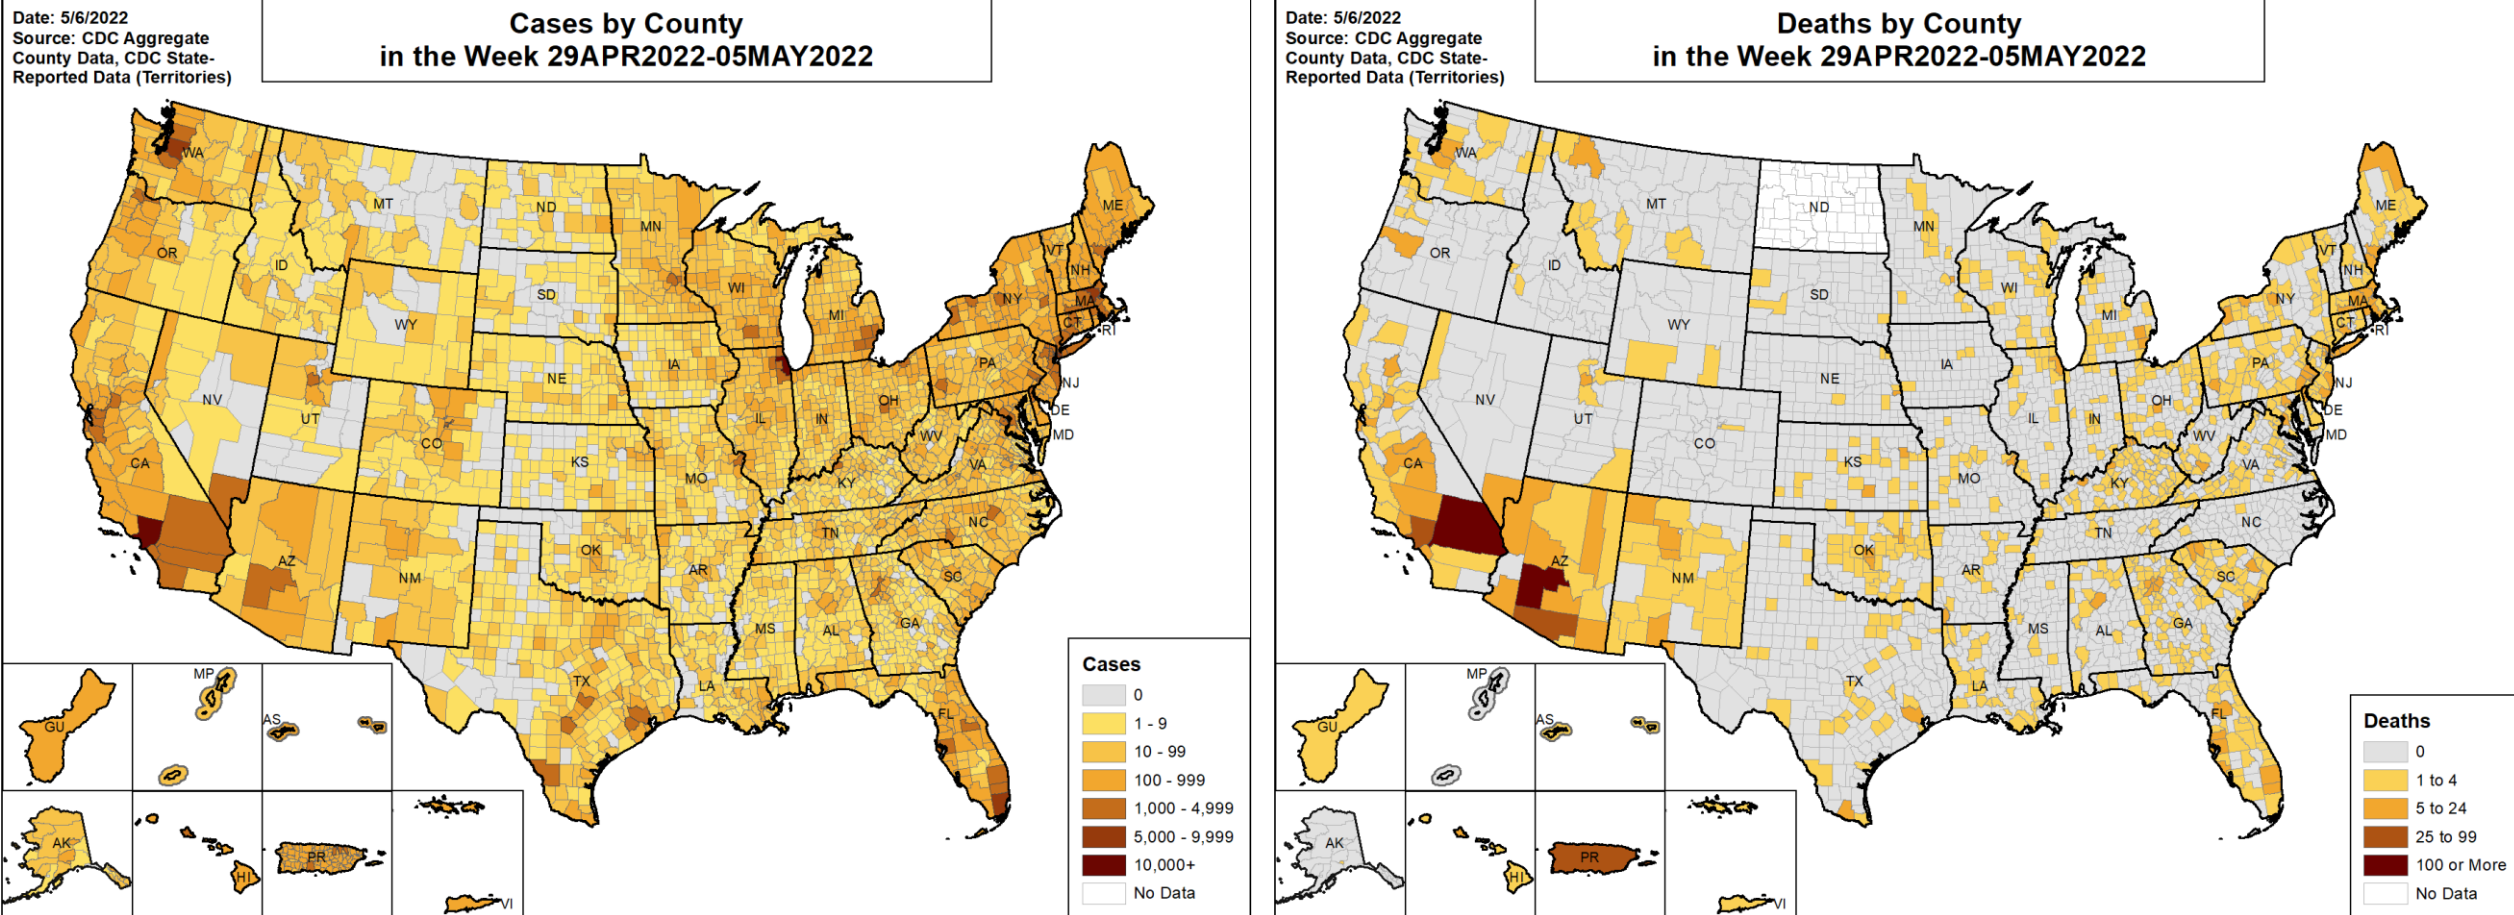 Date: 5/6/2022
Source: CDC Aggregate
County Data, CDC State-
Reported Data (Territories)
Cases by County
in the Week 29APR2022-05MAY2022
WA
MT
ND
MN
ME
OR
ID
SD
WI
VT
NH
NY
MA
CT
RI
WY
MI
IA
NE
PA
NJ
NV
UT
CO
IL
IN
OH
DE
MD
WV
VA
CA
KS
MO
KY
NC
TN
AZ
NM
OK
AR
SC
MS
AL
GA
TX
LA
FL
GU
MP
AS
AK
HI
PR
VI
Cases
0
1 - 9
10 - 99
100 - 999
1,000 - 4,999
5,000 - 9,999
10,000+
No Data
Date: 5/6/2022
Source: CDC Aggregate
County Data, CDC State-
Reported Data (Territories)
Deaths by County
in the Week 29APR2022-05MAY2022
WA
MT
ND
MN
ME
OR
ID
SD
WI
VT
NH
NY
MA
CT
RI
WY
MI
IA
NE
PA
NJ
NV
UT
CO
IL
IN
OH
DE
MD
WV
VA
CA
KS
MO
KY
NC
TN
AZ
NM
OK
AR
SC
MS
AL
GA
TX
LA
FL
GU
MP
AS
AK
HI
PR
VI
Deaths
0
1 to 4
5 to 24
25 to 99
100 or More
No Data